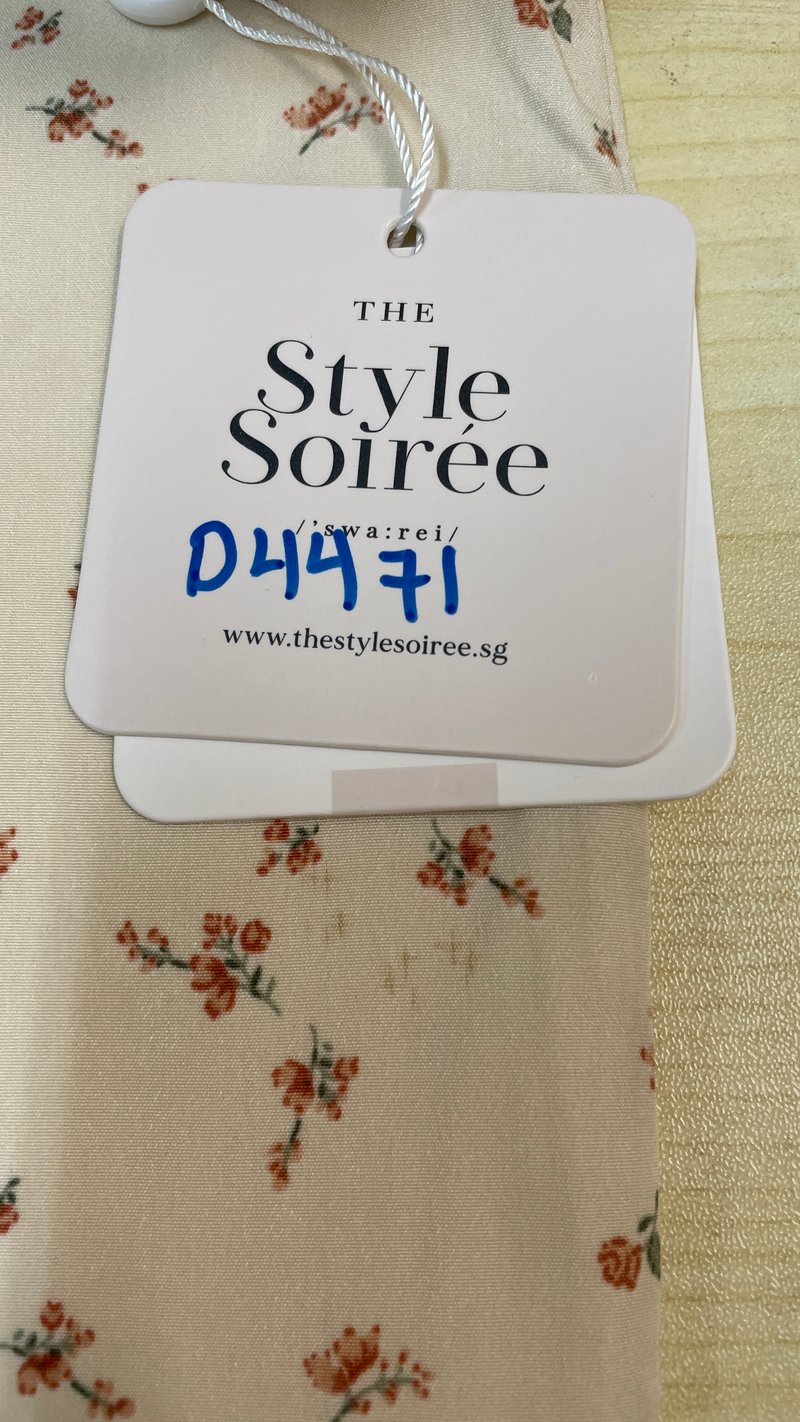 THE
Style
Soirée
/'swa:rei/
D4471
www.thestylesoiree.sg